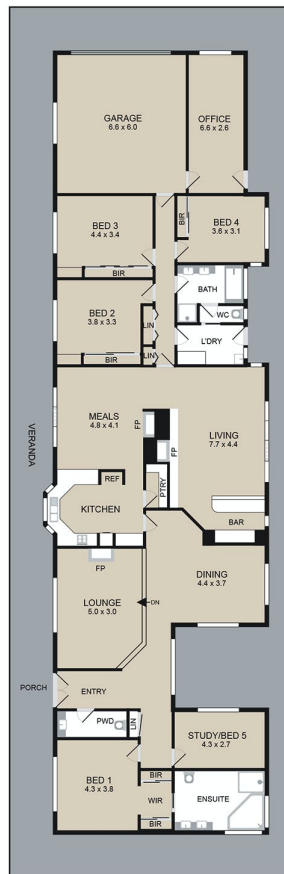 GARAGE
6.6 x 6.0
OFFICE
6.6 x 2.6
BED 3
4.4 x 3.4
BIR
BED 4
3.6 x 3.1
BIR
BATH
BED 2
3.8 x 3.3
LIN
WC
L'DRY
BIR
LIN
MEALS
4.8 x 4.1
FP
LIVING
7.7 x 4.4
FP
VERANDA
REF
PTRY
KITCHEN
BAR
FP
DINING
4.4 x 3.7
LOUNGE
5.0 x 3.0
DN
PORCH
ENTRY
PWD
LIN
STUDY/BED 5
4.3 x 2.7
BED 1
4.3 x 3.8
BIR
WIR
BIR
ENSUITE